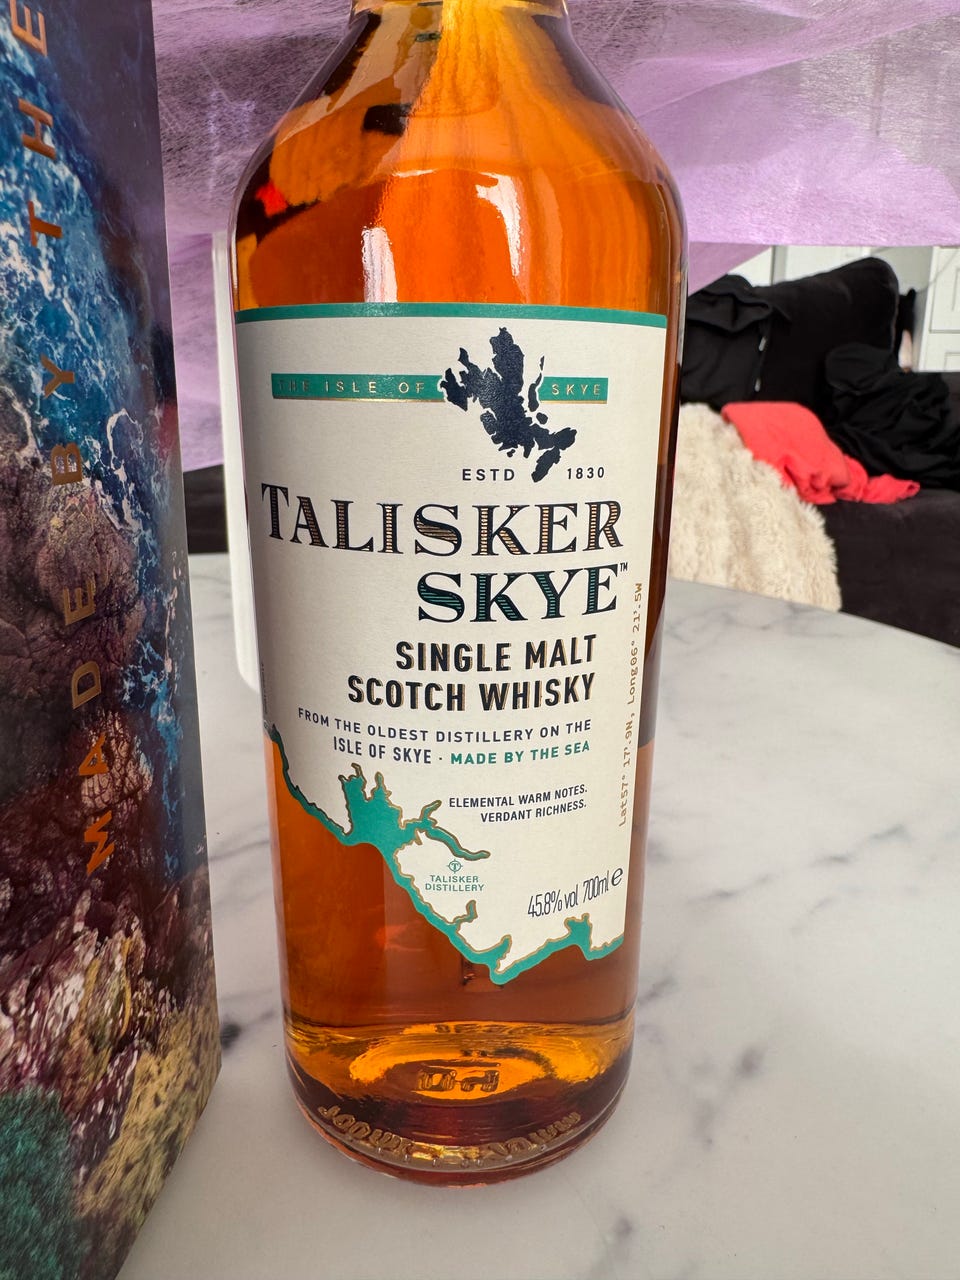 MADE BY THE
THE ISLE OF SKYE
ESTD 1830
TALISKER
SKYE™
SINGLE MALT
SCOTCH WHISKY
FROM THE OLDEST DISTILLERY ON THE
ISLE OF SKYE · MADE BY THE SEA
ELEMENTAL WARM NOTES.
VERDANT RICHNESS.
TALISKER
DISTILLERY
45.8% vol 700ml ℮
Lat57° 17'.9N, Long06° 21'.5W